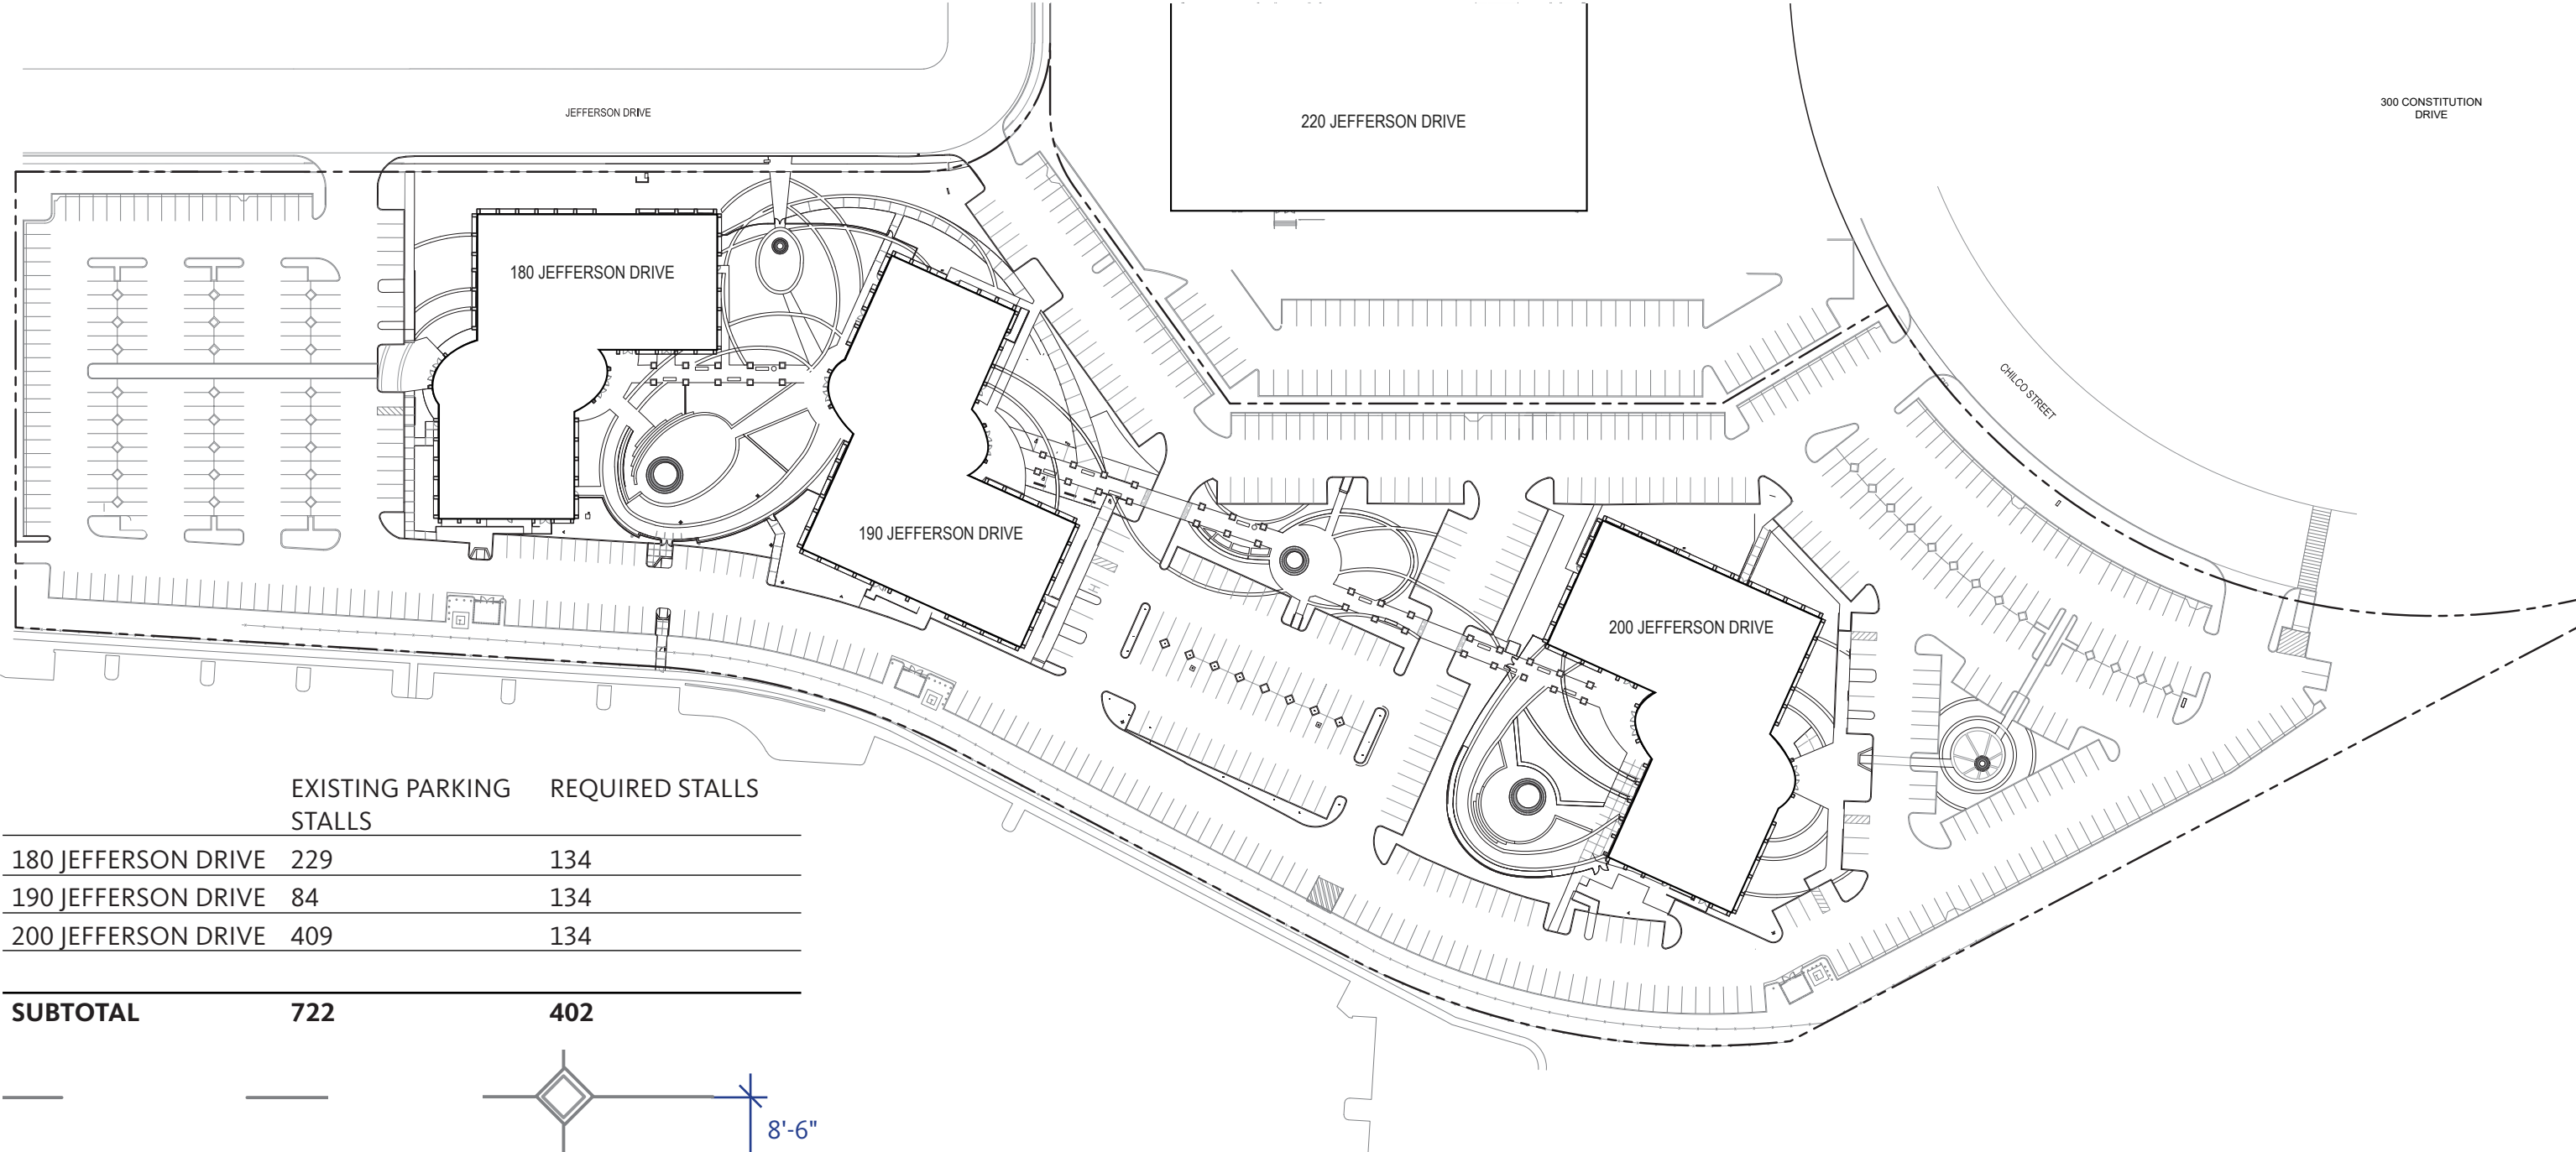 JEFFERSON DRIVE
220 JEFFERSON DRIVE
300 CONSTITUTION
DRIVE
180 JEFFERSON DRIVE
CHILCO STREET
190 JEFFERSON DRIVE
200 JEFFERSON DRIVE
EXISTING PARKING REQUIRED STALLS
STALLS
180 JEFFERSON DRIVE 229 134
190 JEFFERSON DRIVE 84 134
200 JEFFERSON DRIVE 409 134
SUBTOTAL 722 402
8'-6"